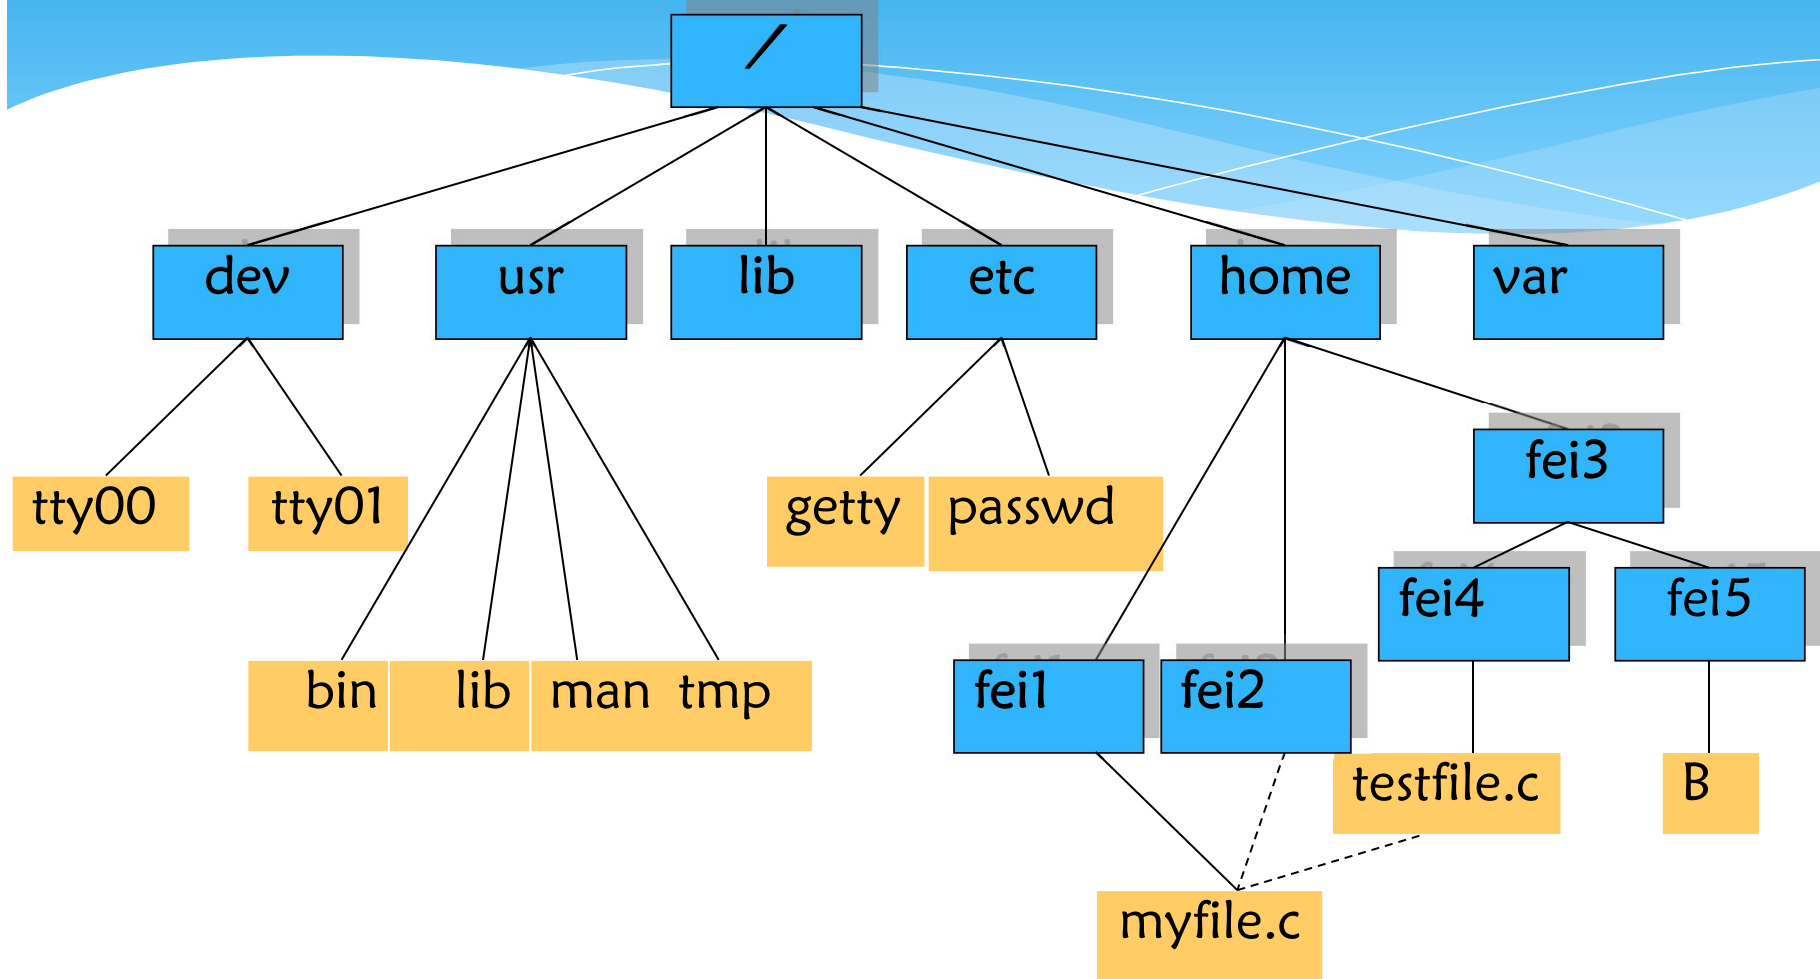 /
dev
usr
lib
etc
home
var
fei3
tty00
tty01
getty
passwd
fei4
fei5
bin
lib
man
tmp
fei1
fei2
testfile.c
B
myfile.c